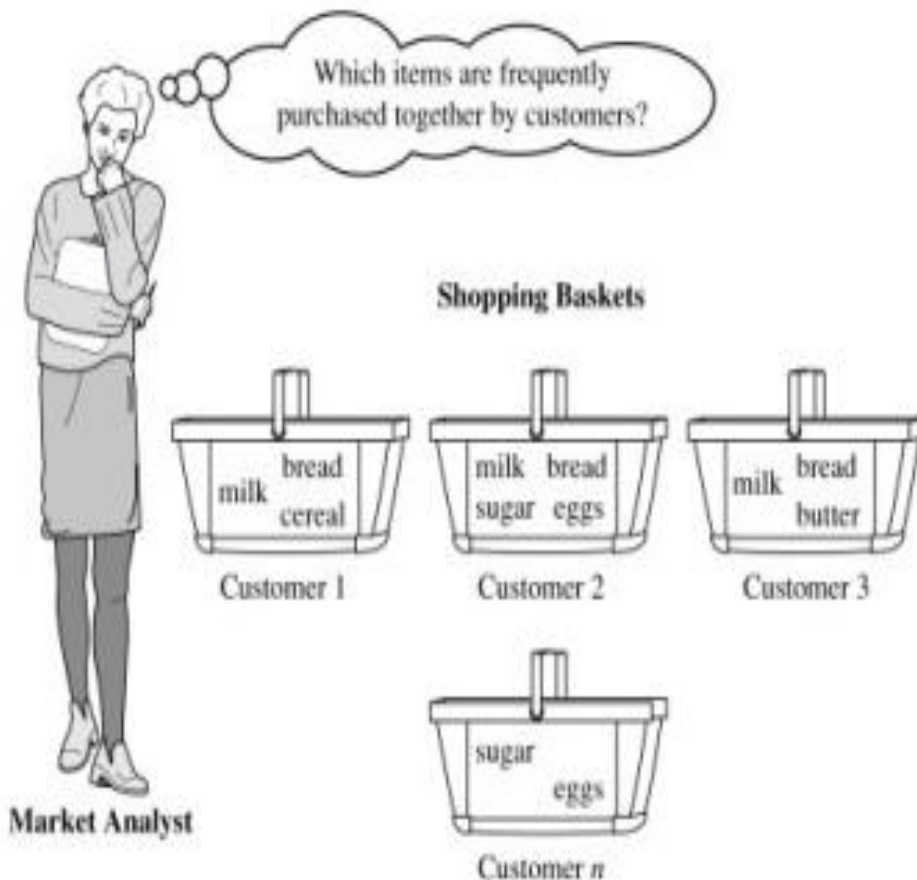 Which items are frequently
purchased together by customers?
Shopping Baskets
milk bread
cereal
Customer 1
milk bread
sugar eggs
Customer 2
milk bread
butter
Customer 3
sugar
eggs
Customer n
Market Analyst